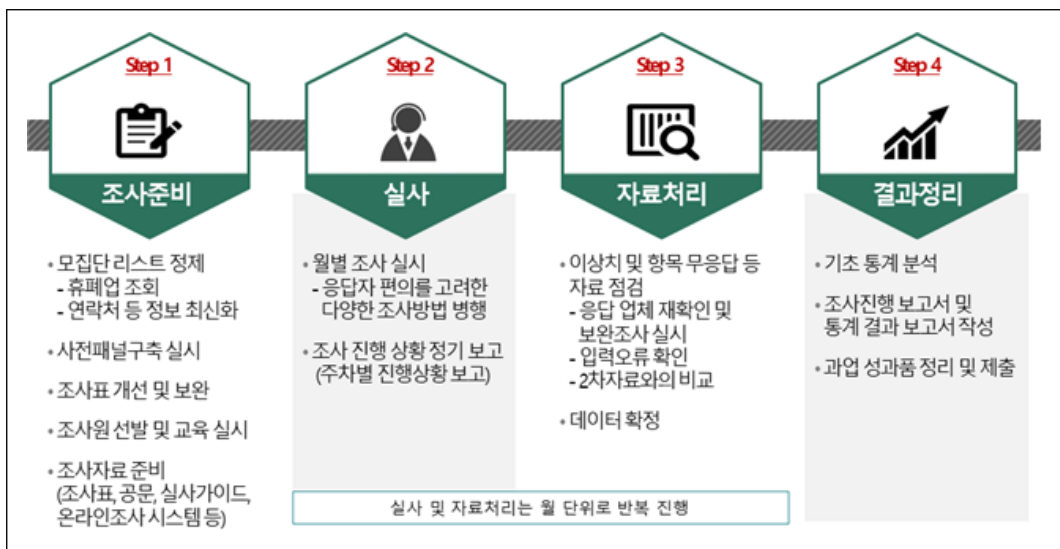 Step 1
조사준비
• 모집단 리스트 정제
- 휴폐업 조회
- 연락처 등 정보 최신화
• 사전패널구축 실시
• 조사표 개선 및 보완
• 조사원 선발 및 교육 실시
• 조사자료 준비
(조사표, 공문, 실사가이드,
온라인조사 시스템 등)
Step 2
실사
• 월별 조사 실시
- 응답자 편의를 고려한
다양한 조사방법 병행
• 조사 진행 상황 정기 보고
(주차별 진행상황 보고)
Step 3
자료처리
• 이상치 및 항목 무응답 등
자료 점검
- 응답 업체 재확인 및
보완조사 실시
- 입력오류 확인
- 2차자료와의 비교
• 데이터 확정
Step 4
결과정리
• 기초 통계 분석
• 조사진행 보고서 및
통계 결과 보고서 작성
• 과업 성과품 정리 및 제출
실사 및 자료처리는 월 단위로 반복 진행